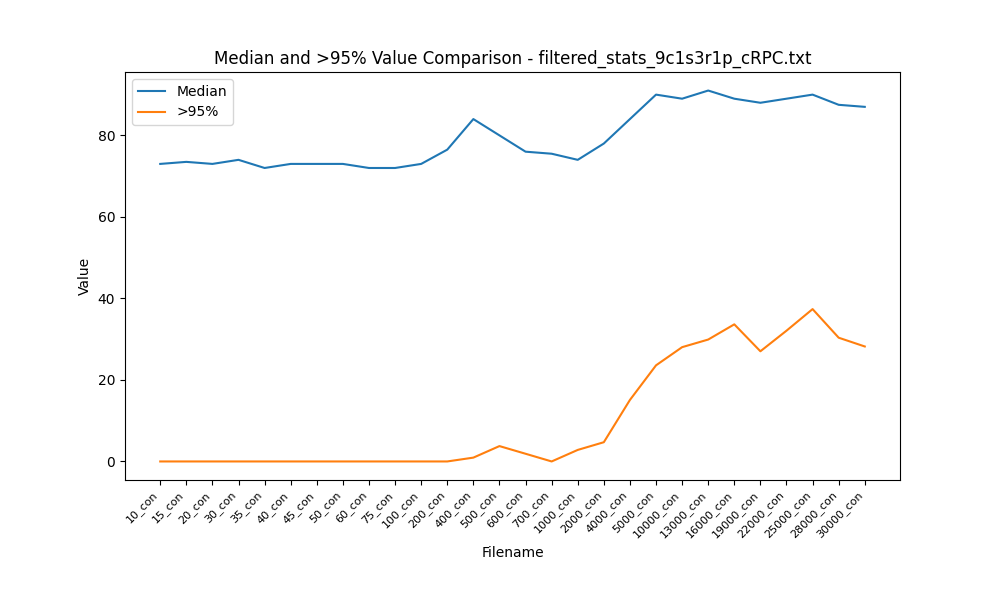 Median and >95% Value Comparison - filtered_stats_9c1s3r1p_cRPC.txt
Median
>95%
80
60
40
20
0
Value
10_con
15_con
20_con
30_con
35_con
40_con
45_con
50_con
60_con
75_con
100_con
200_con
400_con
500_con
600_con
700_con
1000_con
2000_con
4000_con
5000_con
10000_con
13000_con
16000_con
19000_con
22000_con
25000_con
28000_con
30000_con
Filename